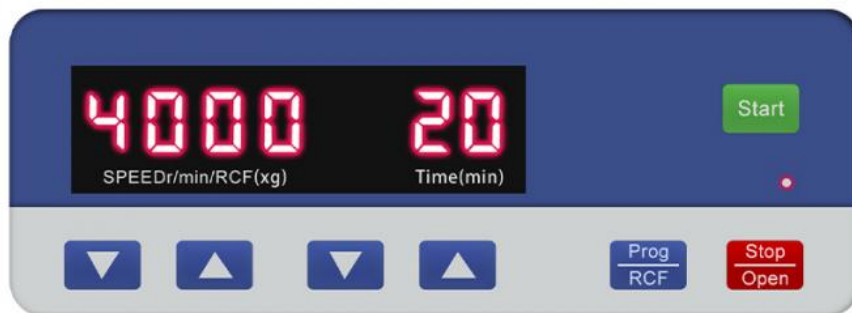 4000 20
SPEEDr/min/RCF(xg) Time(min)
Start
Prog
RCF
Stop
Open